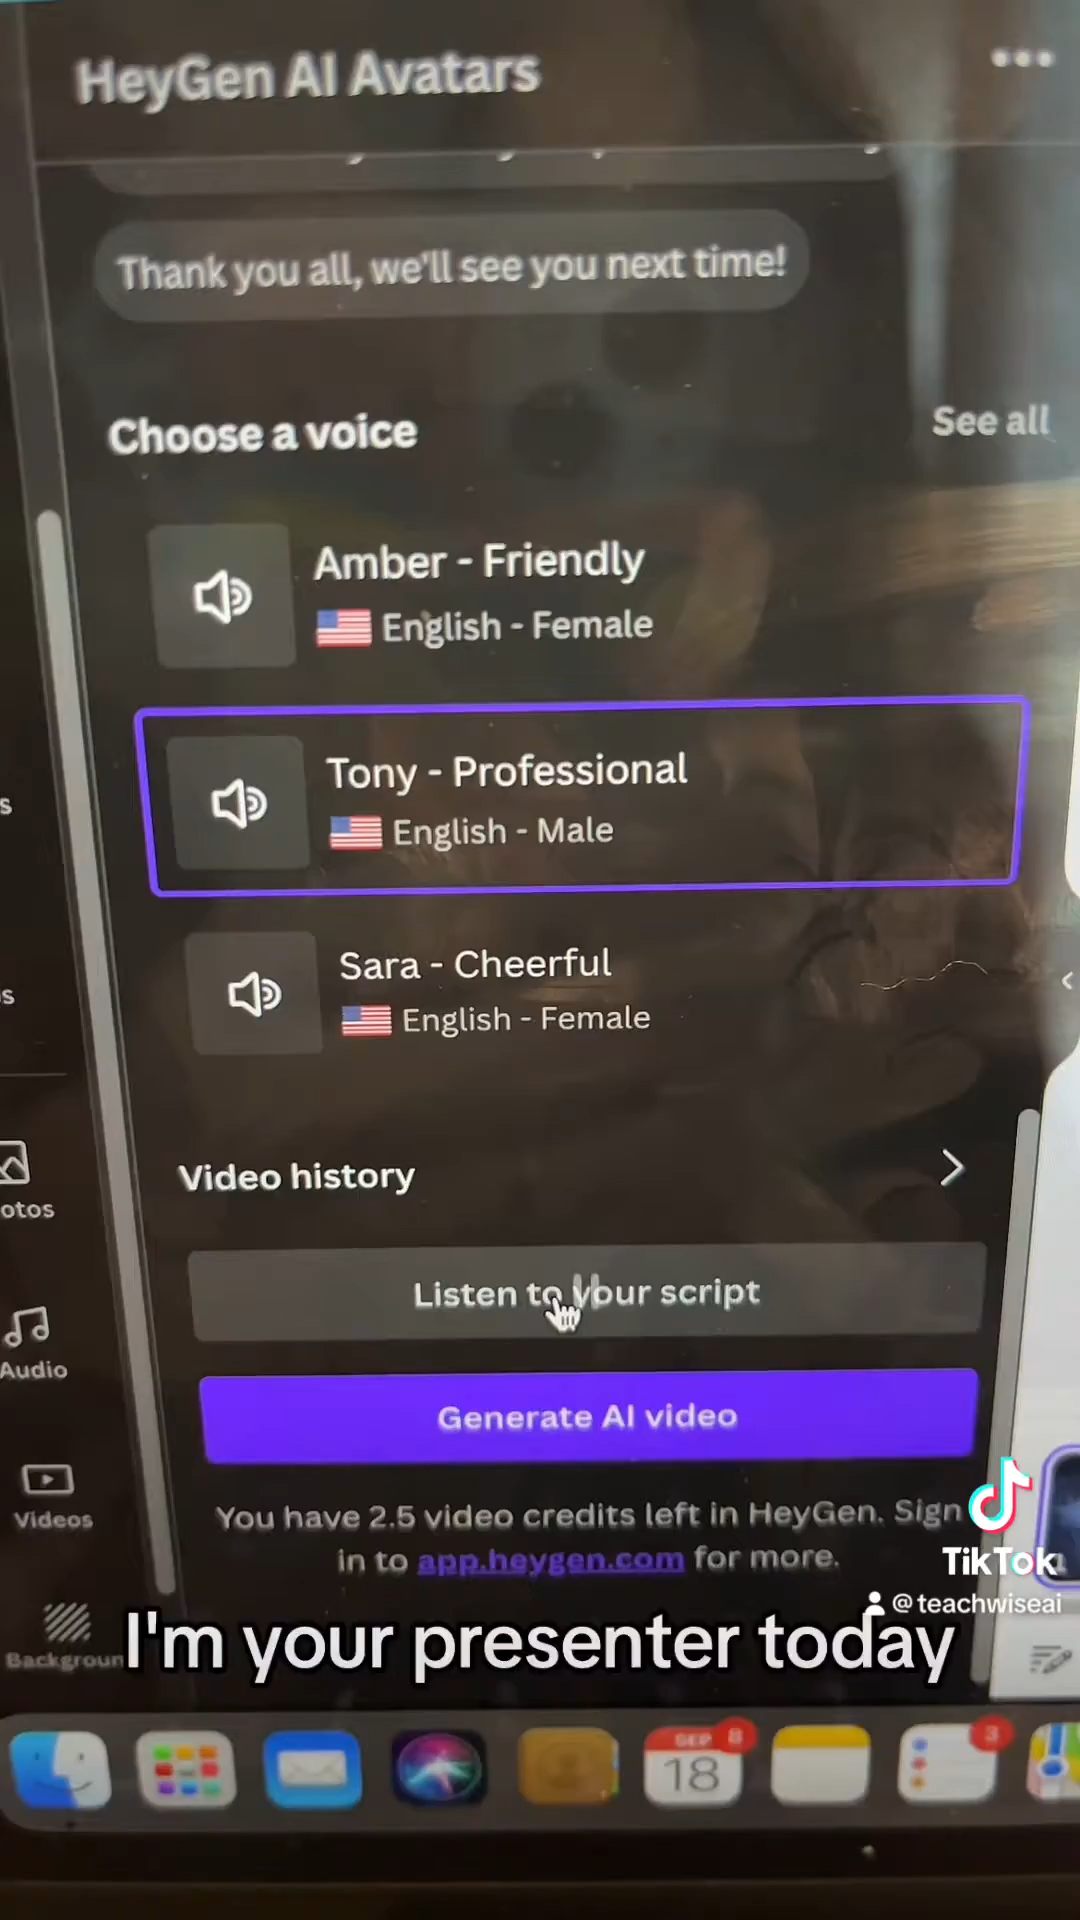 HeyGen AI Avatars
Thank you all, we'll see you next time!
Choose a voice
See all
Amber - Friendly
English - Female
Tony - Professional
English - Male
Sara - Cheerful
English - Female
Video history
Listen to your script
Generate AI video
You have 2.5 video credits left in HeyGen. Sign
in to app.heygen.com for more.
s
s
otos
Audio
Videos
Backgroun
TikTok
@teachwiseai
I'm your presenter today
SEP
8
18
3